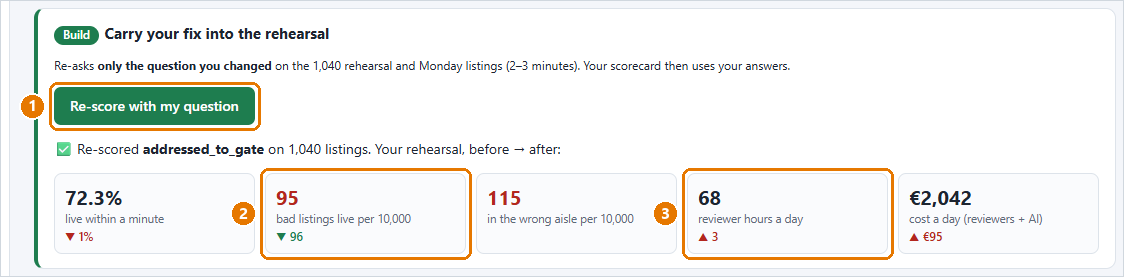 Build Carry your fix into the rehearsal
Re-asks only the question you changed on the 1,040 rehearsal and Monday listings (2–3 minutes). Your scorecard then uses your answers.
1 Re-score with my question
✅ Re-scored addressed_to_gate on 1,040 listings. Your rehearsal, before → after:
72.3%
live within a minute
▼ 1%
2
95
bad listings live per 10,000
▼ 96
115
in the wrong aisle per 10,000
3
68
reviewer hours a day
▲ 3
€2,042
cost a day (reviewers + AI)
▲ €95